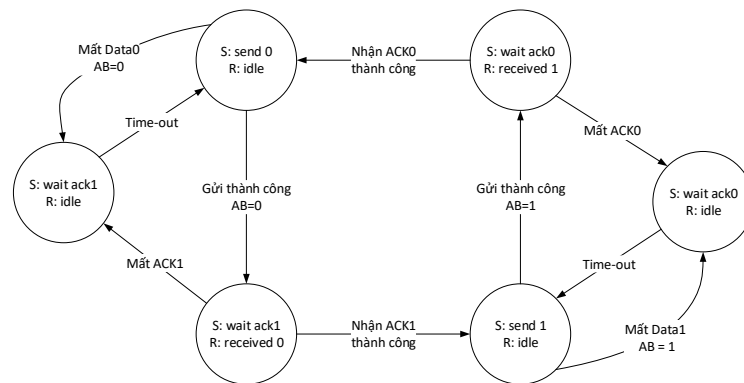 Mất Data0
AB=0
S: send 0
R: idle
Nhận ACK0
thành công
S: wait ack0
R: received 1
Time-out
Mất ACK0
S: wait ack1
R: idle
Gửi thành công
AB=0
Gửi thành công
AB=1
S: wait ack0
R: idle
Mất ACK1
Time-out
S: wait ack1
R: received 0
Nhận ACK1
thành công
S: send 1
R: idle
Mất Data1
AB = 1